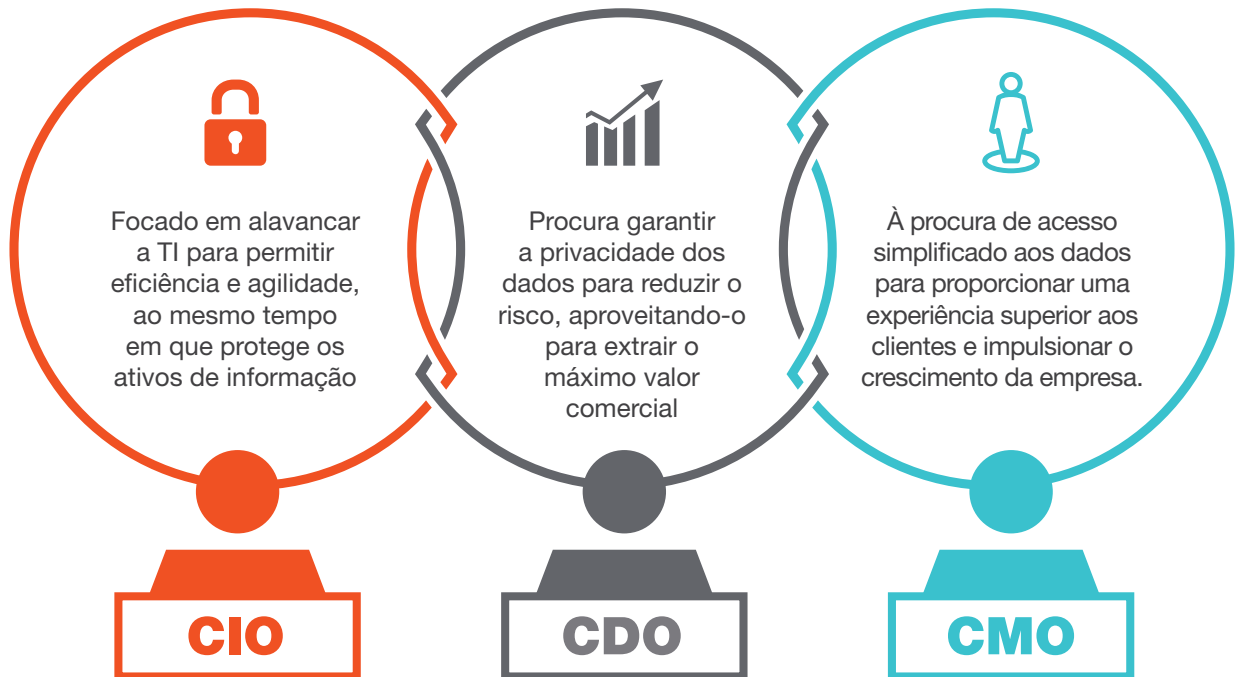 Focado em alavancar
a TI para permitir
eficiência e agilidade,
ao mesmo tempo
em que protege os
ativos de informação
Procura garantir
a privacidade dos
dados para reduzir o
risco, aproveitando-o
para extrair o
máximo valor
comercial
À procura de acesso
simplificado aos dados
para proporcionar uma
experiência superior aos
clientes e impulsionar o
crescimento da empresa.
CIO
CDO
CMO